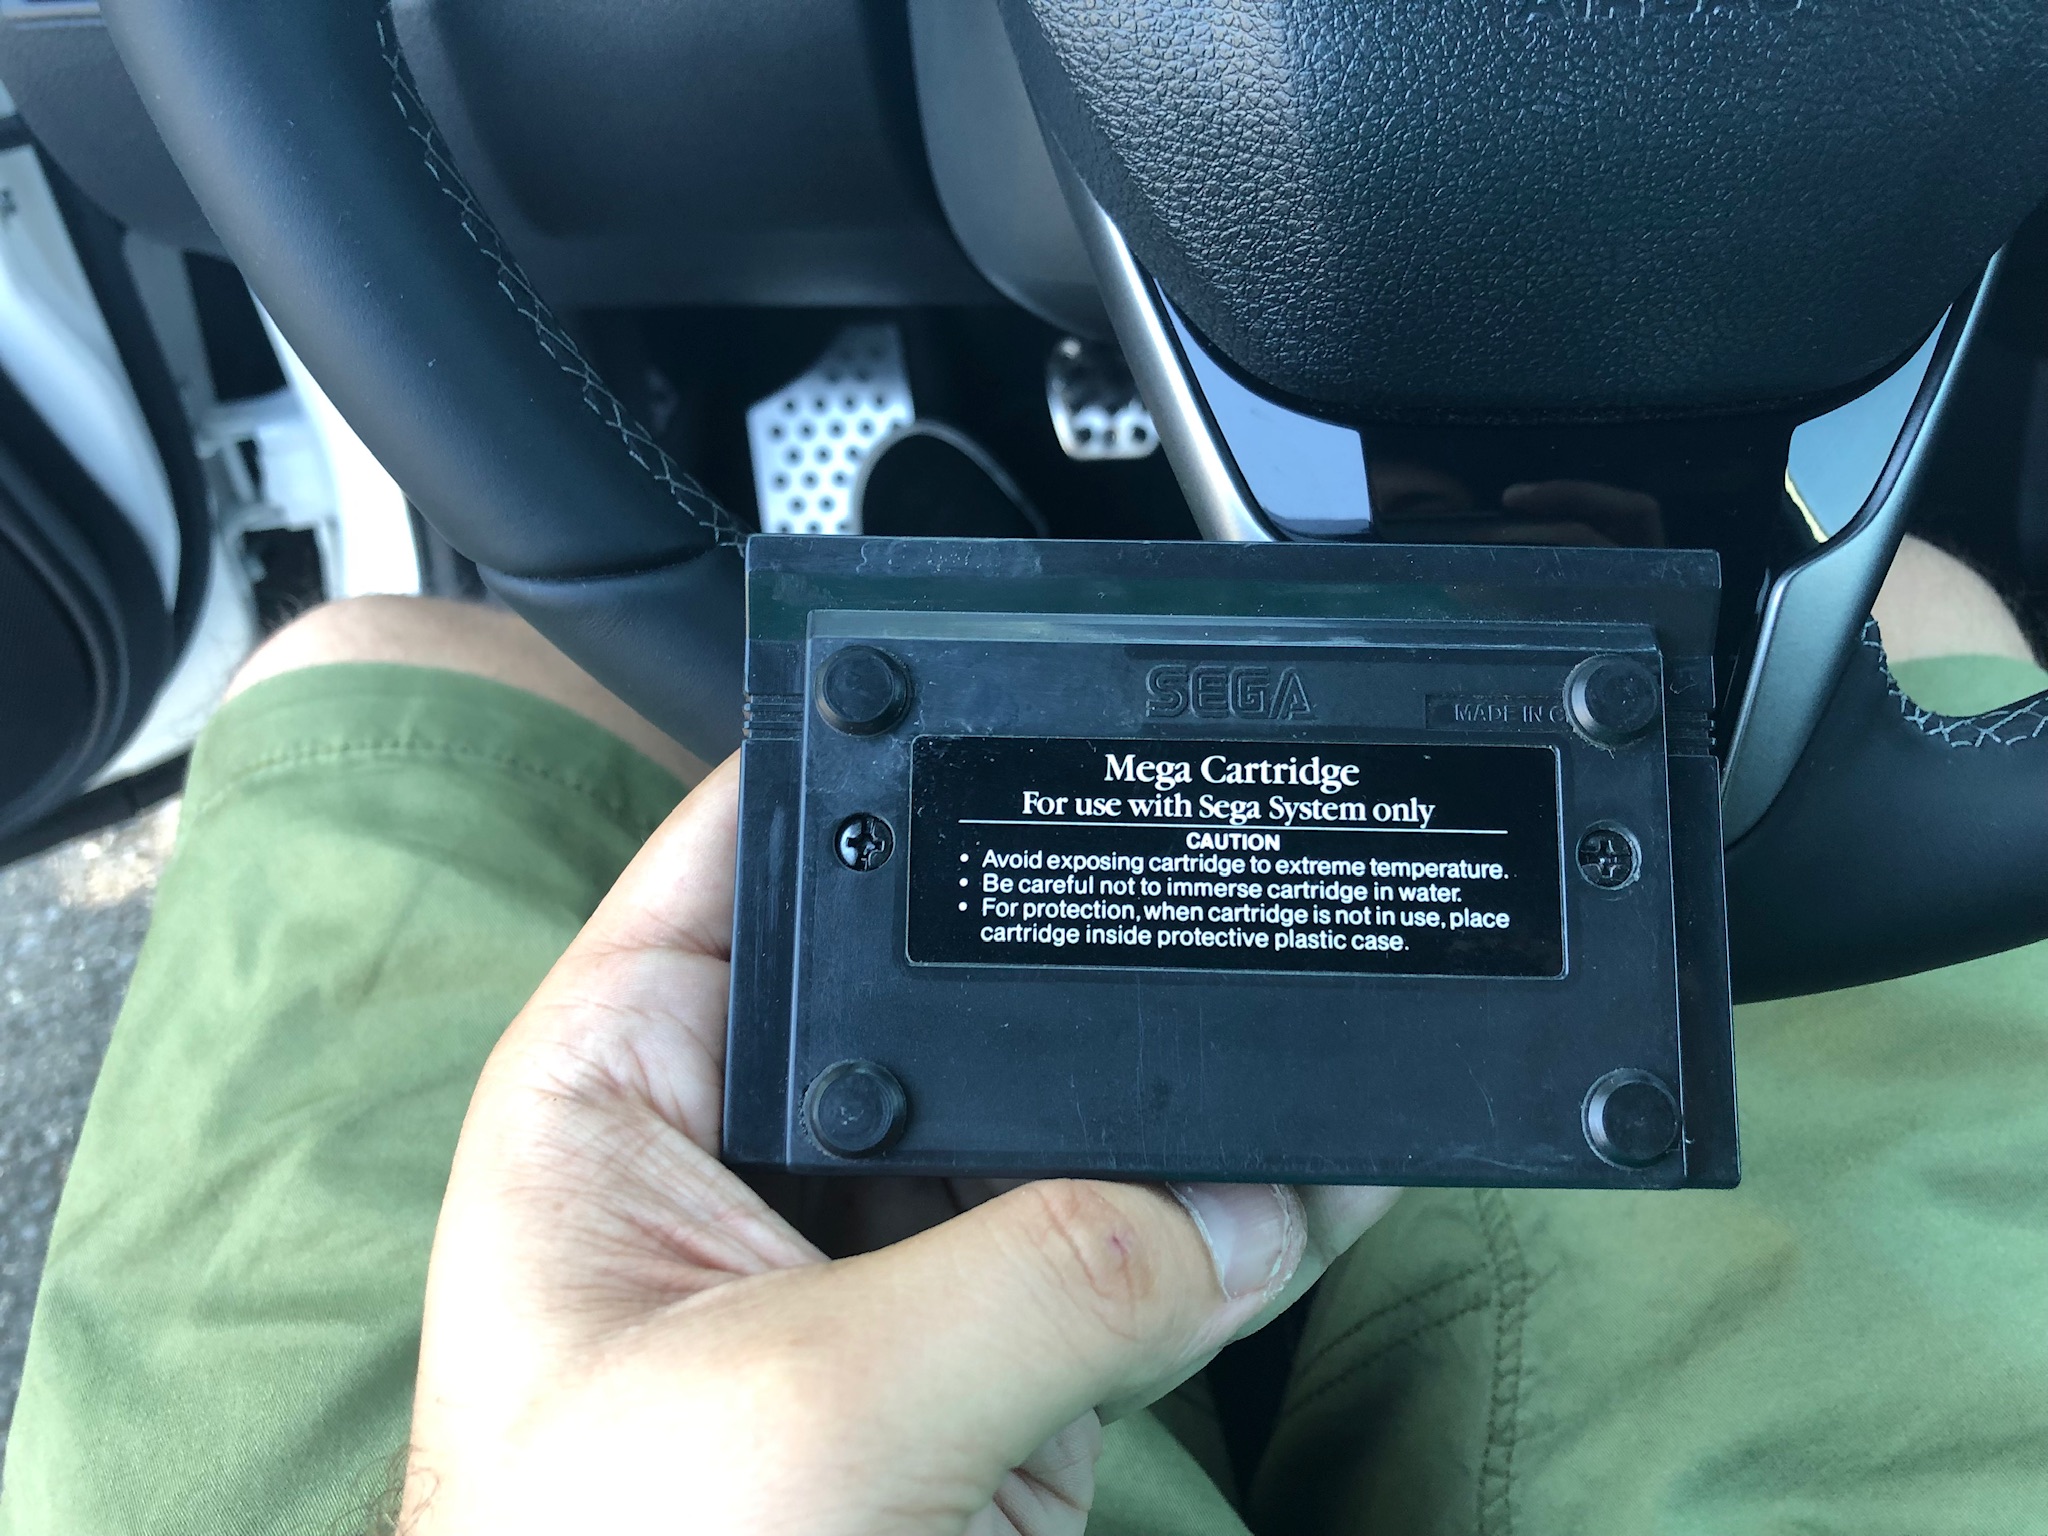 SEGA
MADE IN
Mega Cartridge
For use with Sega System only
CAUTION
• Avoid exposing cartridge to extreme temperature.
• Be careful not to immerse cartridge in water.
• For protection, when cartridge is not in use, place
cartridge inside protective plastic case.